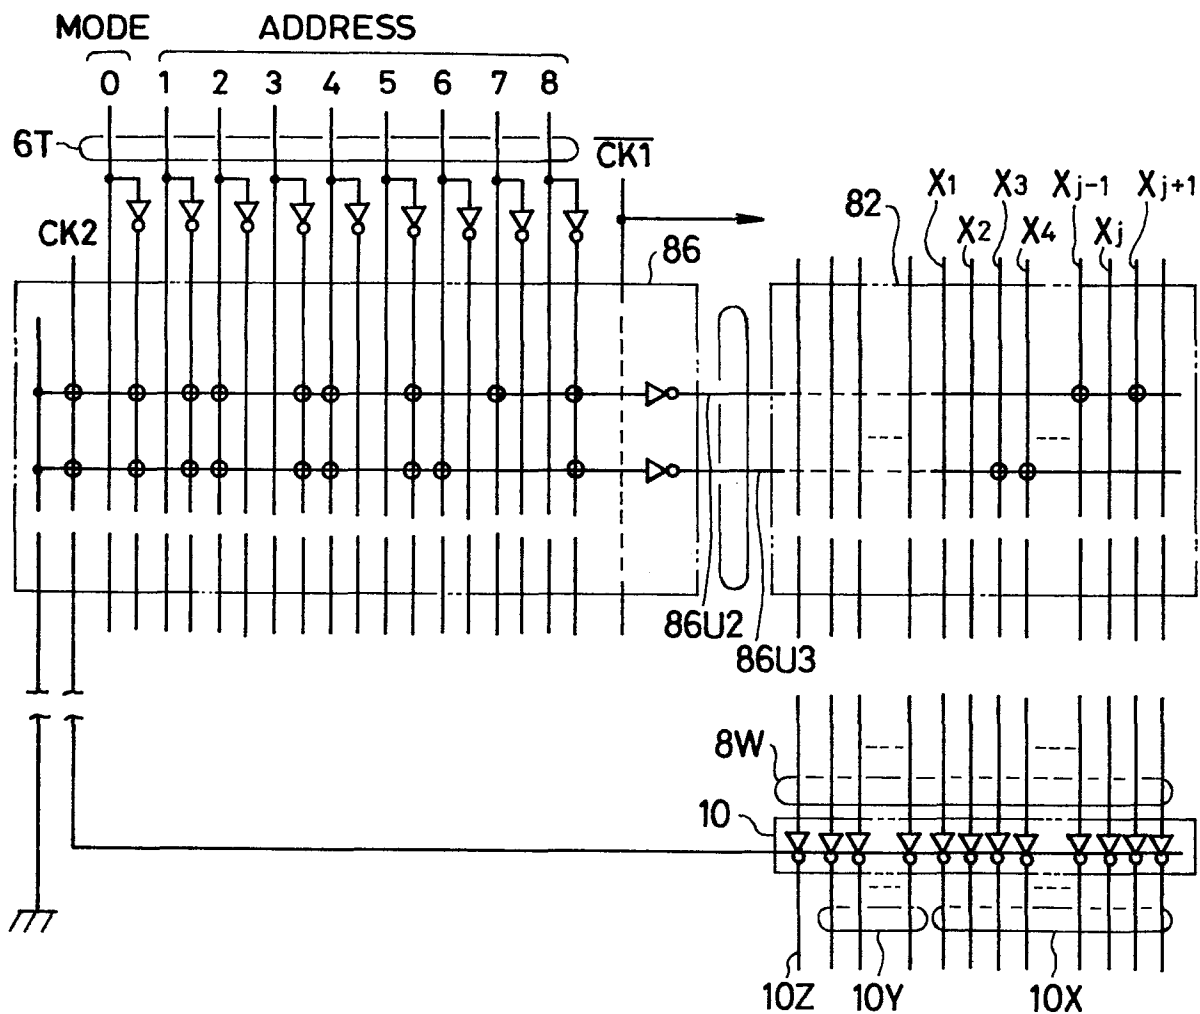 MODE ADDRESS
0 1 2 3 4 5 6 7 8
6T
CK1
CK2
86
82
X1 X3 Xj-1 Xj+1
X2 X4 Xj
86U2
86U3
8W
10
10Z 10Y 10X